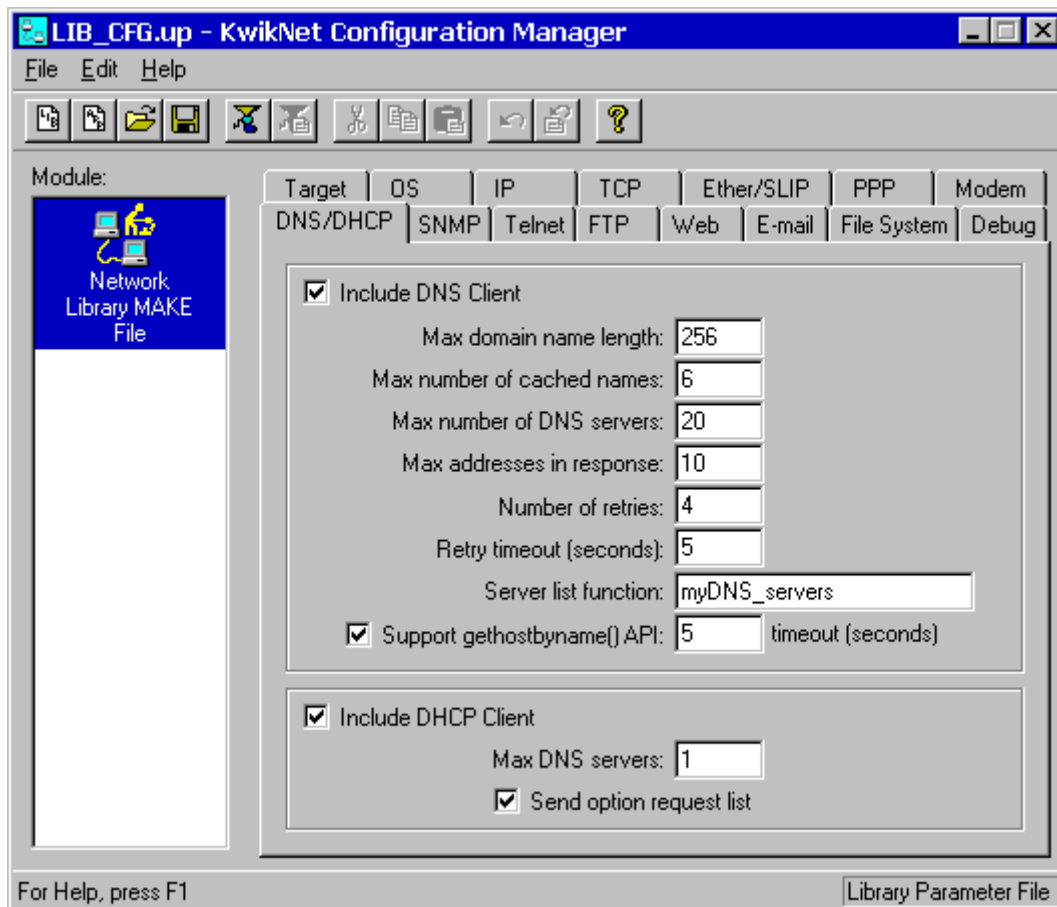 LIB_CFG.up - KwikNet Configuration Manager
File Edit Help
Module:
Network
Library MAKE
File
Target OS IP TCP Ether/SLIP PPP Modem
DNS/DHCP SNMP Telnet FTP Web E-mail File System Debug
Include DNS Client
Max domain name length: 256
Max number of cached names: 6
Max number of DNS servers: 20
Max addresses in response: 10
Number of retries: 4
Retry timeout (seconds): 5
Server list function: myDNS_servers
Support gethostbyname() API: 5 timeout (seconds)
Include DHCP Client
Max DNS servers: 1
Send option request list
For Help, press F1
Library Parameter File